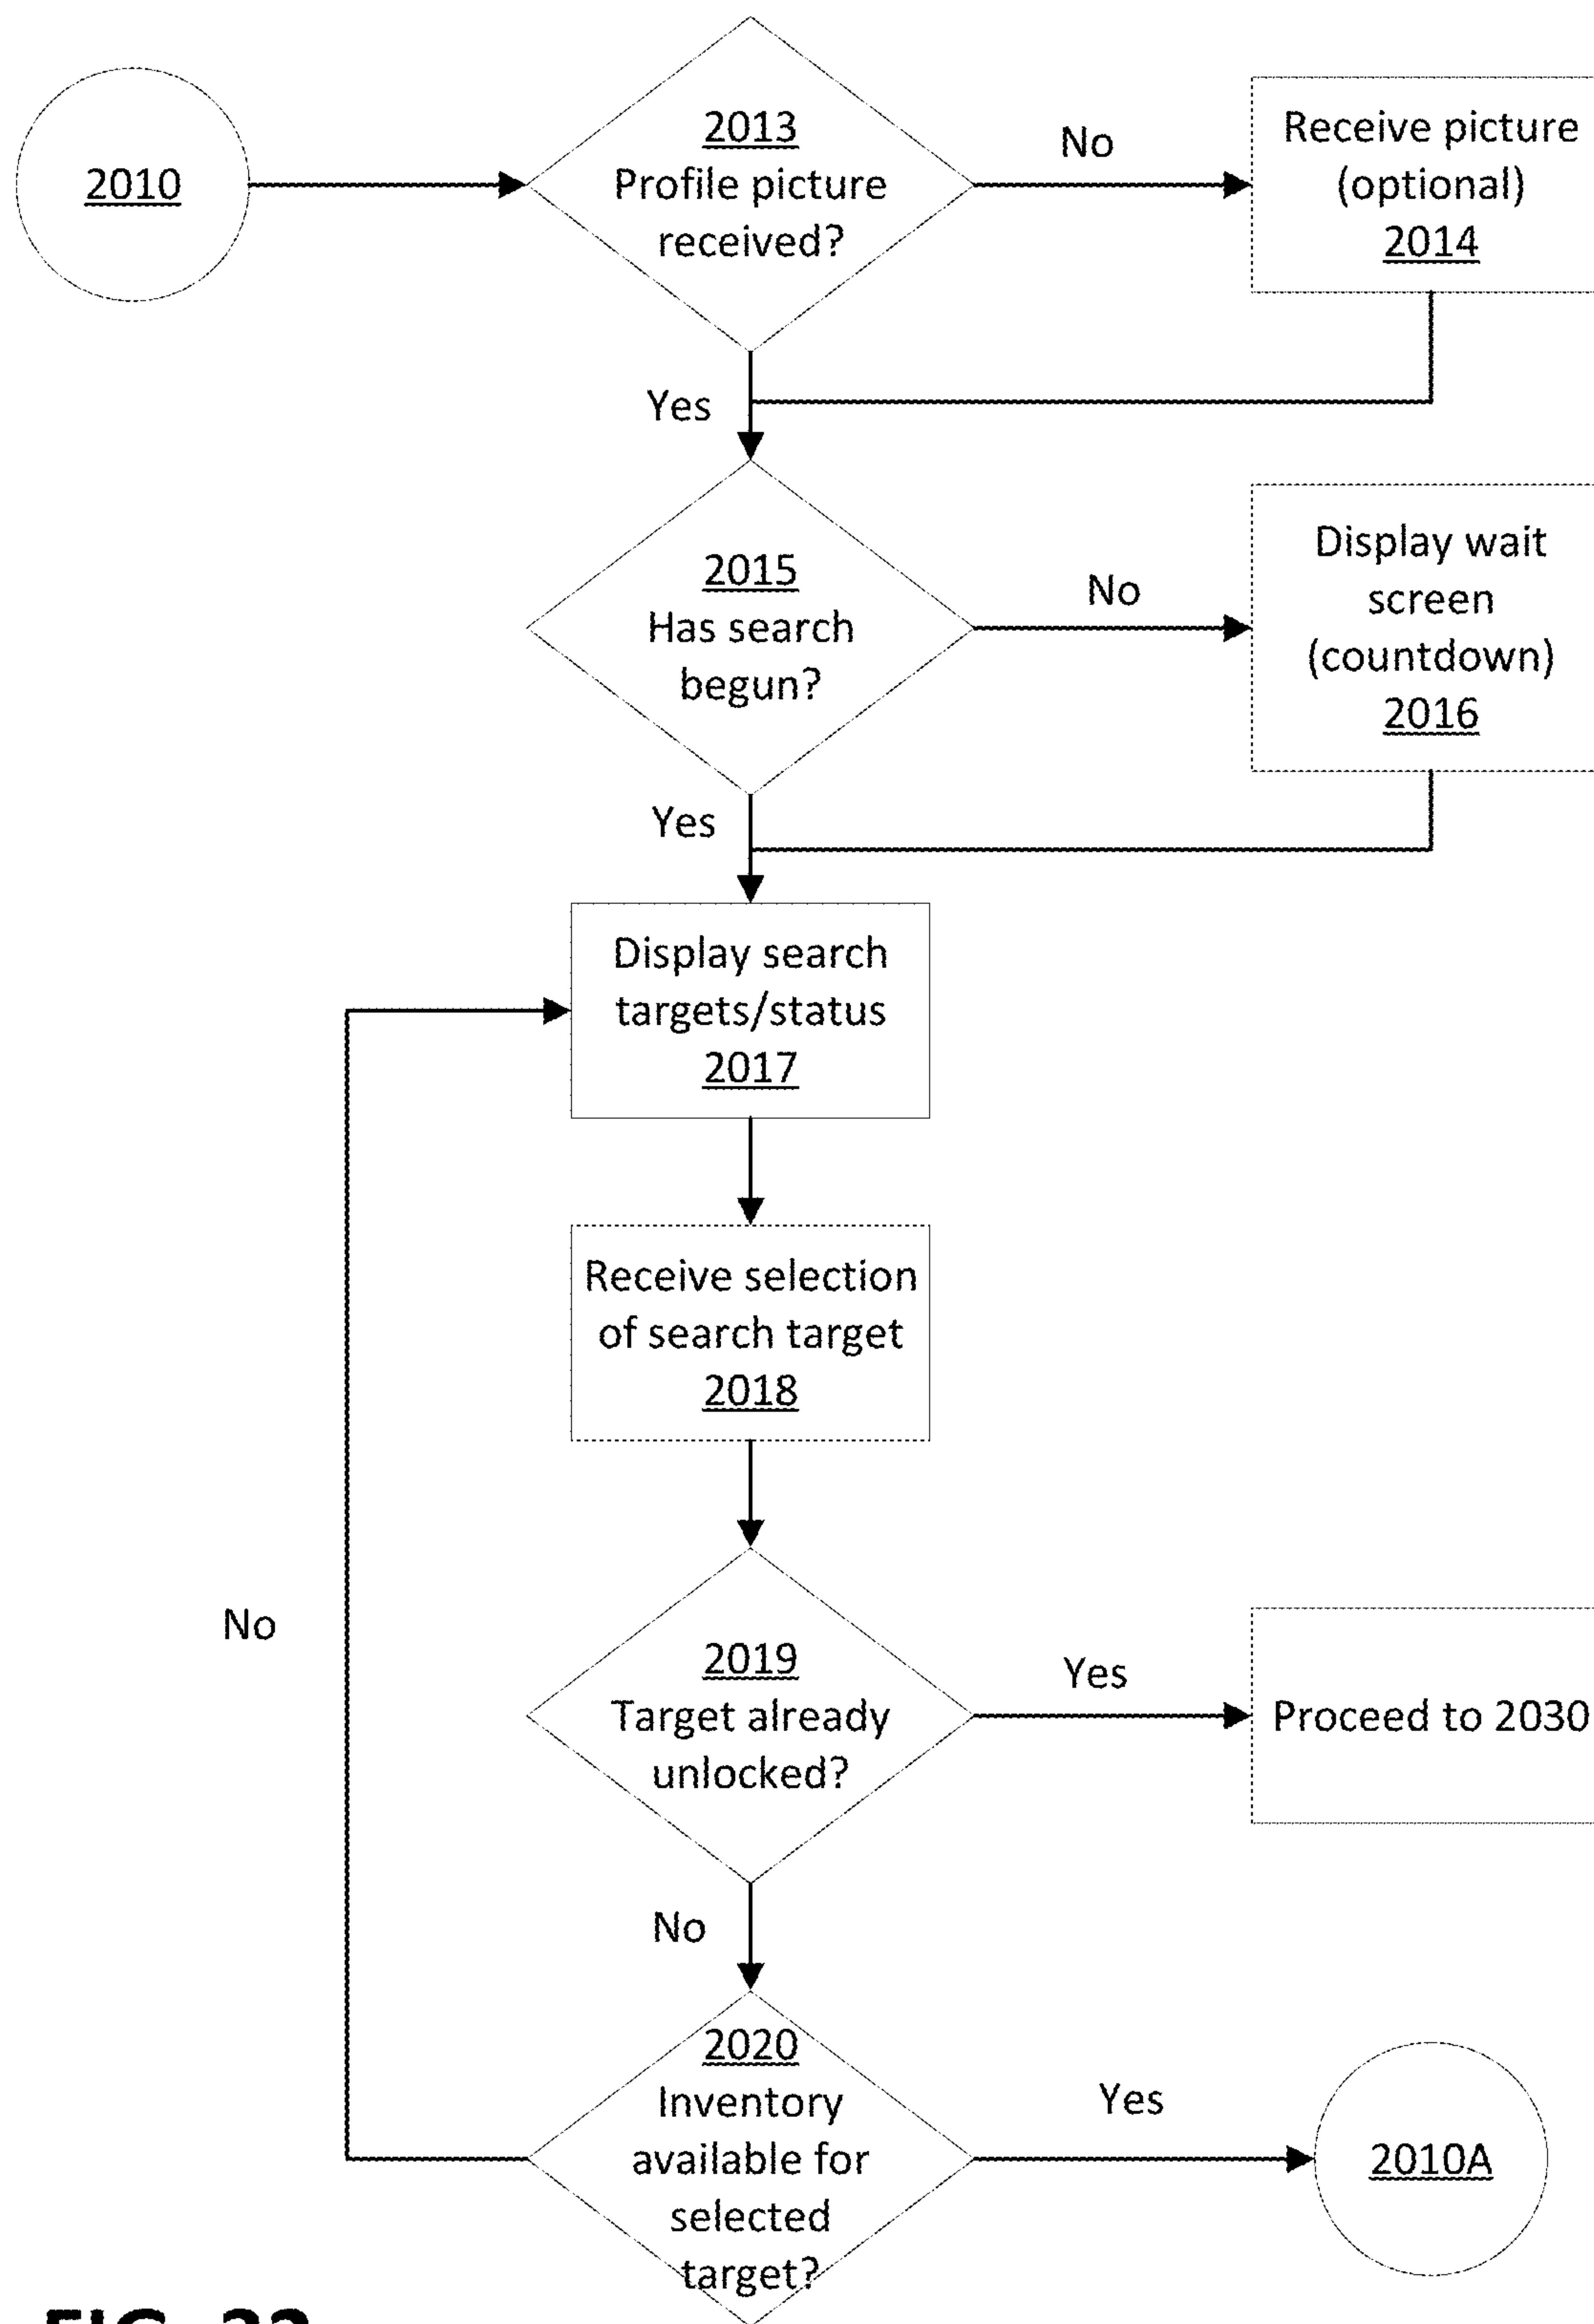 2010
2013
Profile picture
received?
No
Receive picture
(optional)
2014
Yes
2015
Has search
begun?
No
Display wait
screen
(countdown)
2016
Yes
Display search
targets/status
2017
Receive selection
of search target
2018
No
2019
Target already
unlocked?
Yes
Proceed to 2030
No
2020
Inventory
available for
selected
target?
Yes
2010A